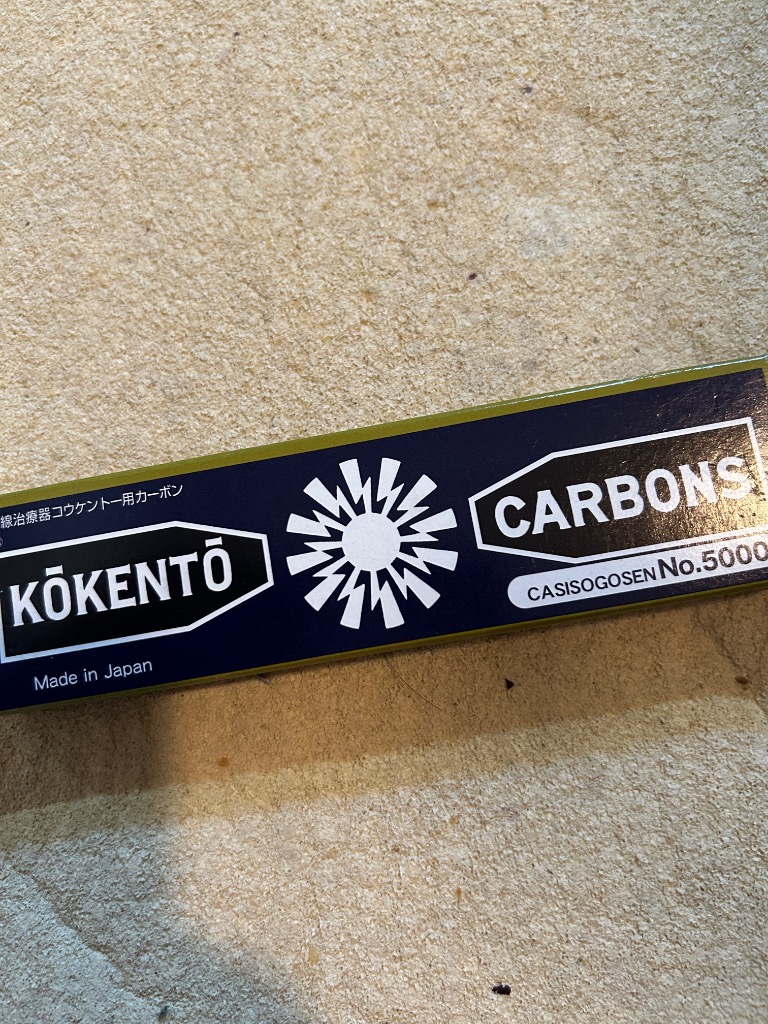 線治療器コウケントー用カーボン
KŌKENTŌ
Made in Japan
CARBONS
CASISOGOSEN No.5000